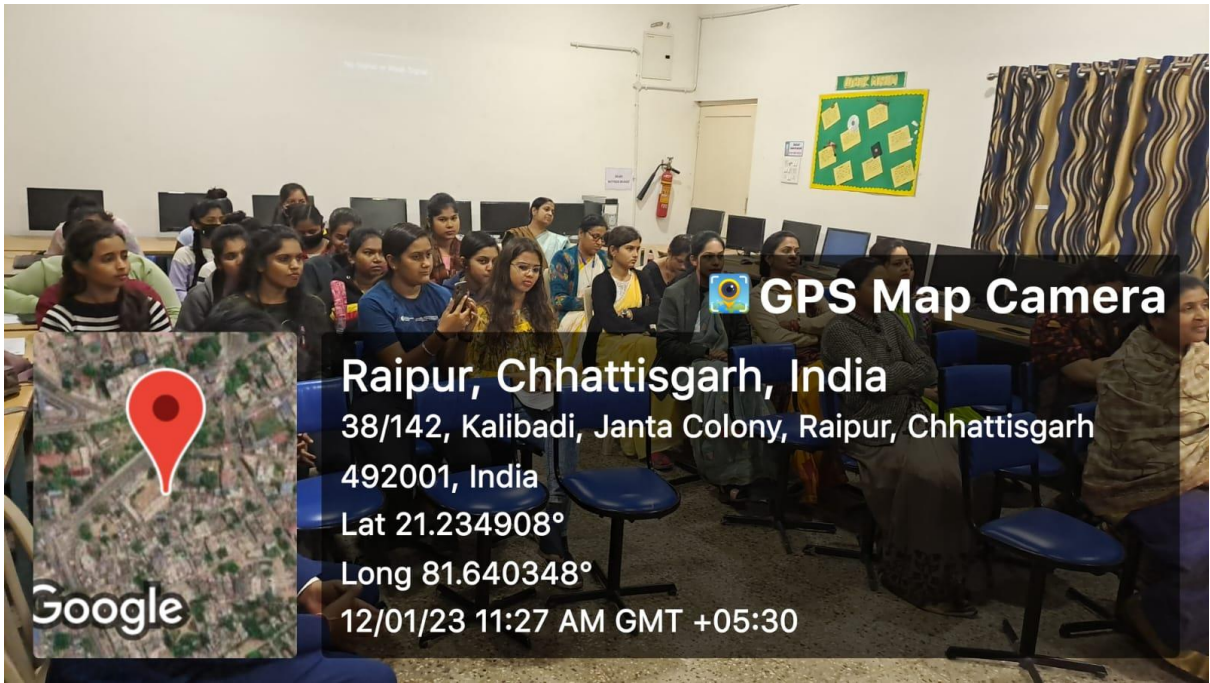 GPS Map Camera
Raipur, Chhattisgarh, India
38/142, Kalibadi, Janta Colony, Raipur, Chhattisgarh
492001, India
Lat 21.234908°
Long 81.640348°
12/01/23 11:27 AM GMT +05:30
Google